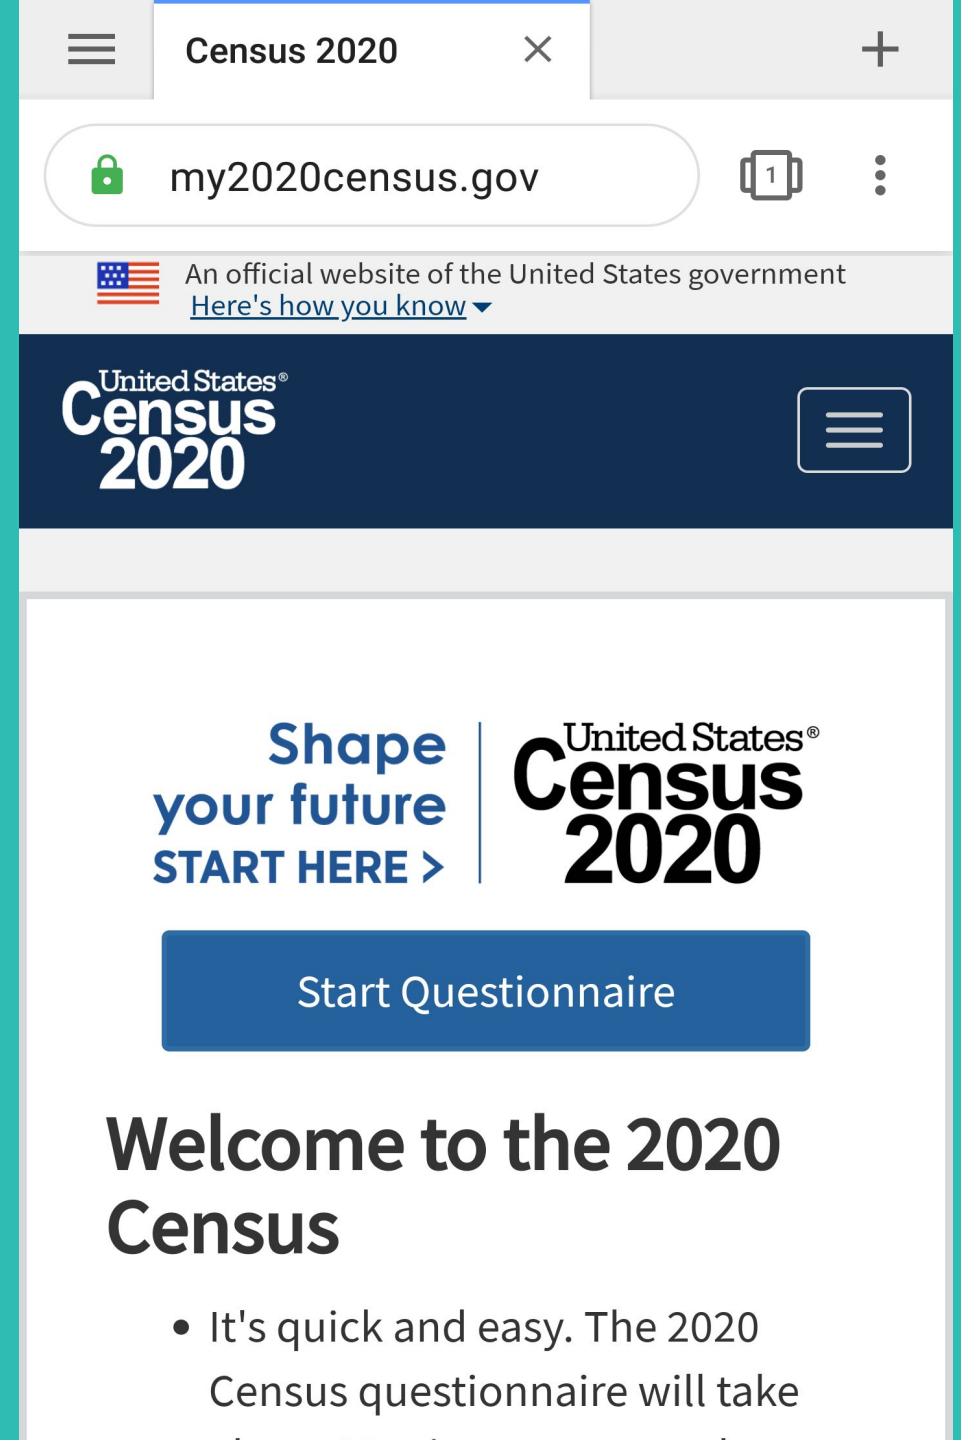 Census 2020
my2020census.gov
1
An official website of the United States government
Here's how you know
United States®
Census
2020
Shape
your future
START HERE >
United States®
Census
2020
Start Questionnaire
Welcome to the 2020
Census
• It's quick and easy. The 2020
Census questionnaire will take